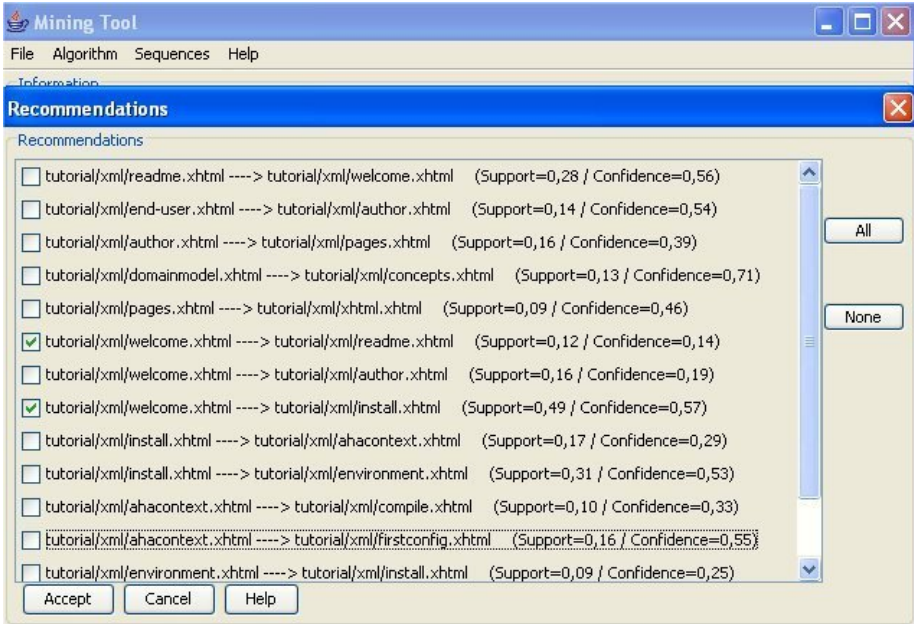 Mining Tool
File Algorithm Sequences Help
Information
Recommendations
Recommendations
tutorial/xml/readme.xhtml ----> tutorial/xml/welcome.xhtml (Support=0,28 / Confidence=0,56)
tutorial/xml/end-user.xhtml ----> tutorial/xml/author.xhtml (Support=0,14 / Confidence=0,54)
All
tutorial/xml/author.xhtml ----> tutorial/xml/pages.xhtml (Support=0,16 / Confidence=0,39)
tutorial/xml/domainmodel.xhtml ----> tutorial/xml/concepts.xhtml (Support=0,13 / Confidence=0,71)
tutorial/xml/pages.xhtml ----> tutorial/xml/xhtml.xhtml (Support=0,09 / Confidence=0,46)
None
tutorial/xml/welcome.xhtml ----> tutorial/xml/readme.xhtml (Support=0,12 / Confidence=0,14)
tutorial/xml/welcome.xhtml ----> tutorial/xml/author.xhtml (Support=0,16 / Confidence=0,19)
tutorial/xml/welcome.xhtml ----> tutorial/xml/install.xhtml (Support=0,49 / Confidence=0,57)
tutorial/xml/install.xhtml ----> tutorial/xml/ahacontext.xhtml (Support=0,17 / Confidence=0,29)
tutorial/xml/install.xhtml ----> tutorial/xml/environment.xhtml (Support=0,31 / Confidence=0,53)
tutorial/xml/ahacontext.xhtml ----> tutorial/xml/compile.xhtml (Support=0,10 / Confidence=0,33)
tutorial/xml/ahacontext.xhtml ----> tutorial/xml/firstconfig.xhtml (Support=0,16 / Confidence=0,55)
tutorial/xml/environment.xhtml ----> tutorial/xml/install.xhtml (Support=0,09 / Confidence=0,25)
Accept Cancel Help